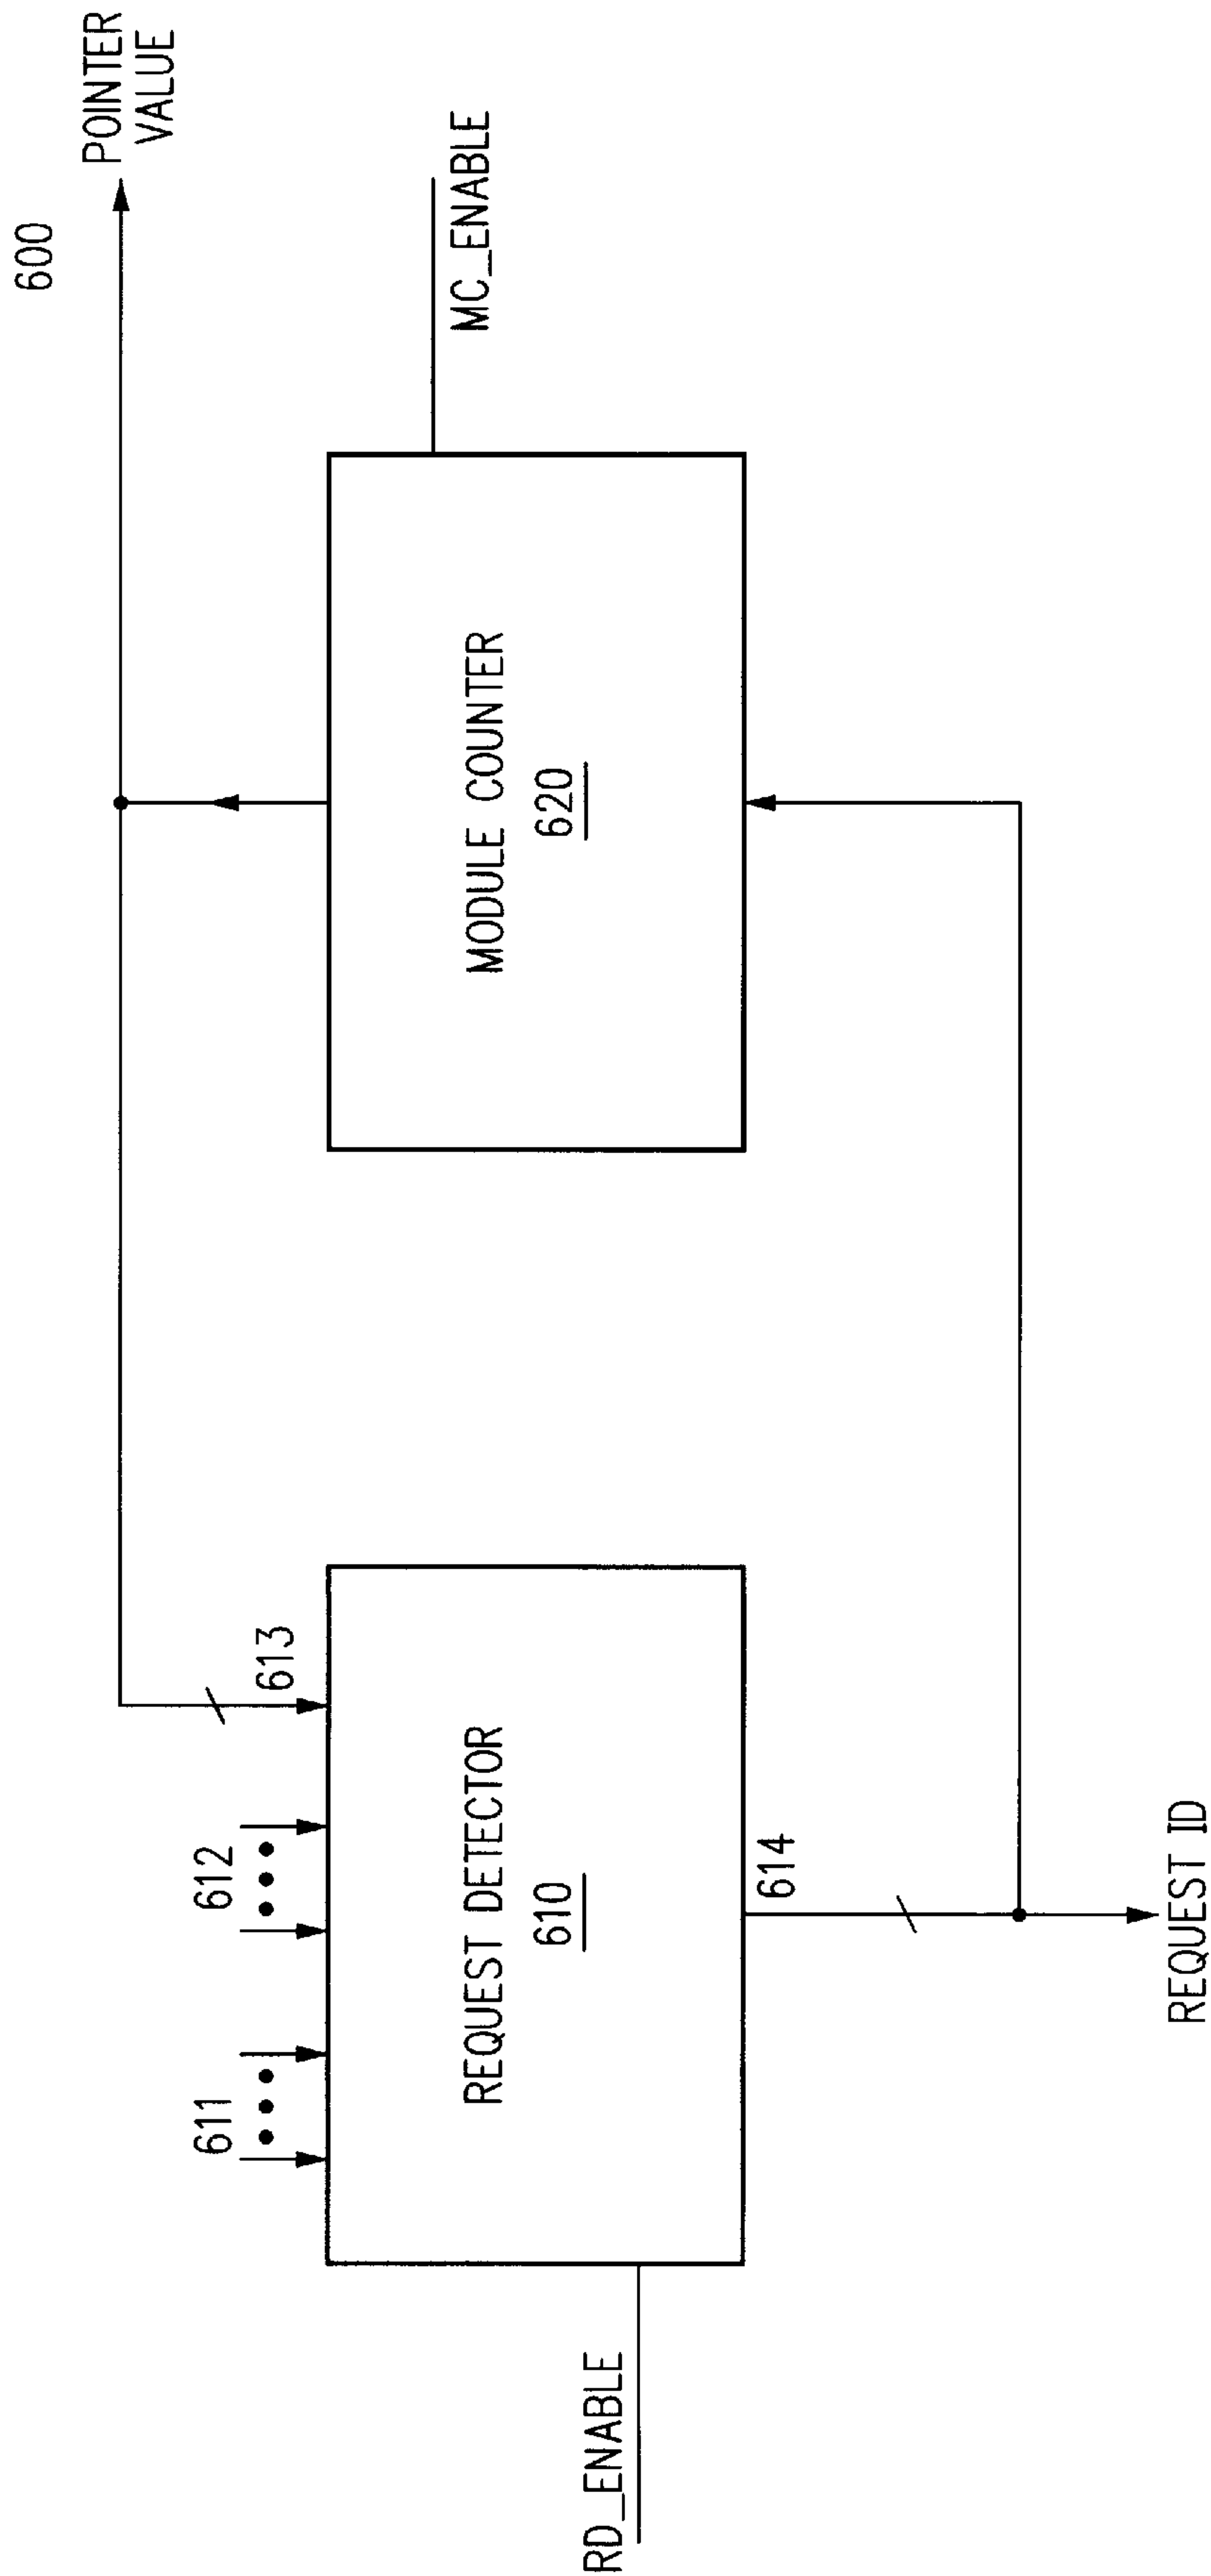 600
POINTER
VALUE
MC_ENABLE
MODULE COUNTER
620
613
612
611
REQUEST DETECTOR
610
614
RD_ENABLE
REQUEST ID